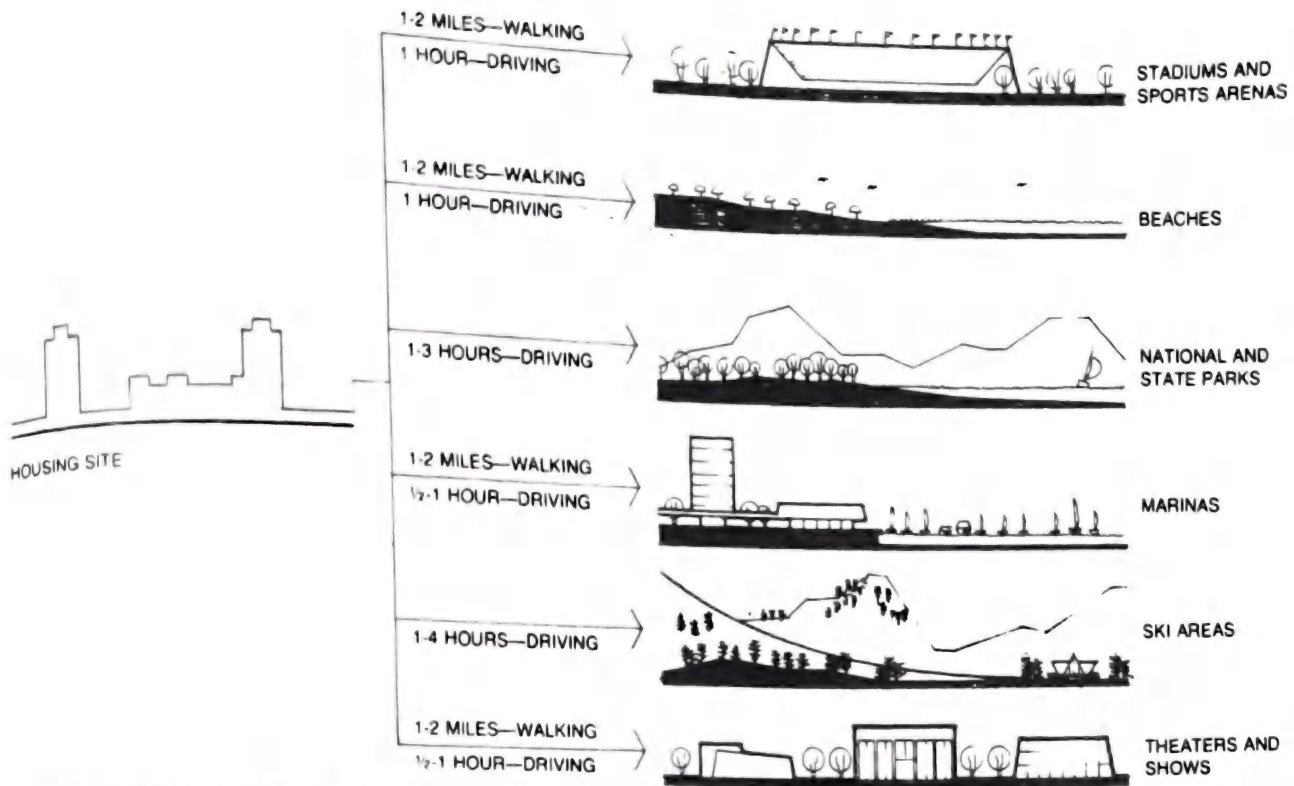 1-2 MILES—WALKING
1 HOUR—DRIVING
STADIUMS AND
SPORTS ARENAS
1-2 MILES—WALKING
1 HOUR—DRIVING
BEACHES
1-3 HOURS—DRIVING
NATIONAL AND
STATE PARKS
HOUSING SITE
1-2 MILES—WALKING
½-1 HOUR—DRIVING
MARINAS
1-4 HOURS—DRIVING
SKI AREAS
1-2 MILES—WALKING
½-1 HOUR—DRIVING
THEATERS AND
SHOWS